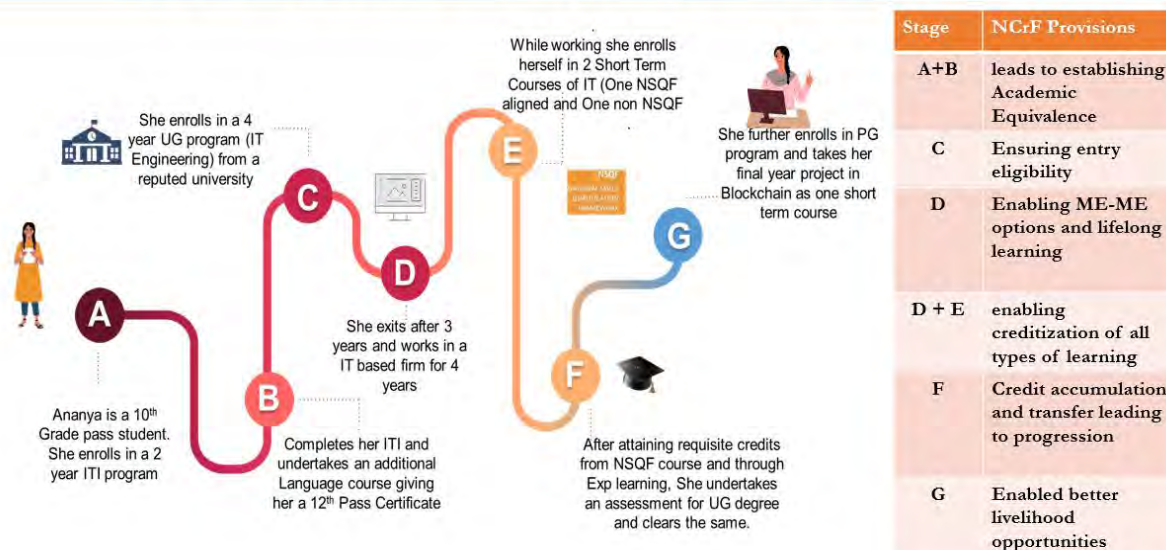 Ananya is a 10th
Grade pass student.
She enrolls in a 2
year ITI program
A
B
Completes her ITI and
undertakes an additional
Language course giving
her a 12th Pass Certificate
She enrolls in a 4
year UG program (IT
Engineering) from a
reputed university
C
D
She exits after 3
years and works in a
IT based firm for 4
years
While working she enrolls
herself in 2 Short Term
Courses of IT (One NSQF
aligned and One non NSQF
E
NSQF
F
After attaining requisite credits
from NSQF course and through
Exp learning, She undertakes
an assessment for UG degree
and clears the same.
She further enrolls in PG
program and takes her
final year project in
Blockchain as one short
term course
G
Stage NCrF Provisions
A+B leads to establishing
Academic
Equivalence
C Ensuring entry
eligibility
D Enabling ME-ME
options and lifelong
learning
D + E enabling
creditization of all
types of learning
F Credit accumulation
and transfer leading
to progression
G Enabled better
livelihood
opportunities